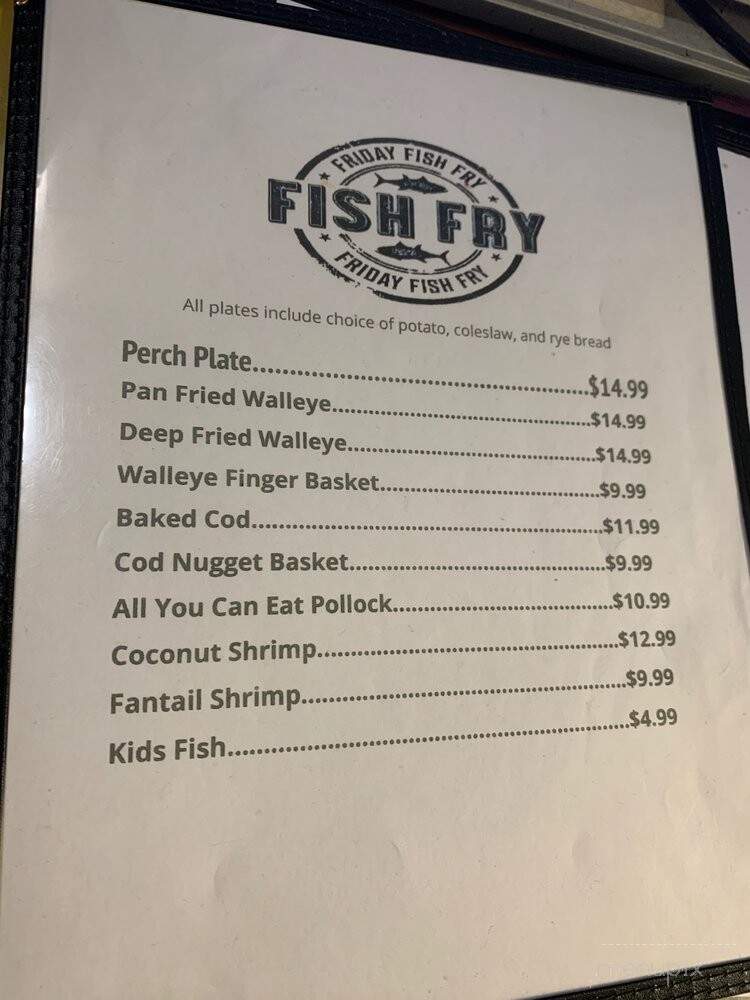 FRIDAY FISH FRY
FISH FRY
FRIDAY FISH FRY
All plates include choice of potato, coleslaw, and rye bread
Perch Plate..........$14.99
Pan Fried Walleye..........$14.99
Deep Fried Walleye..........$14.99
Walleye Finger Basket..........$9.99
Baked Cod..........$11.99
Cod Nugget Basket..........$9.99
All You Can Eat Pollock..........$10.99
Coconut Shrimp..........$12.99
Fantail Shrimp..........$9.99
Kids Fish..........$4.99